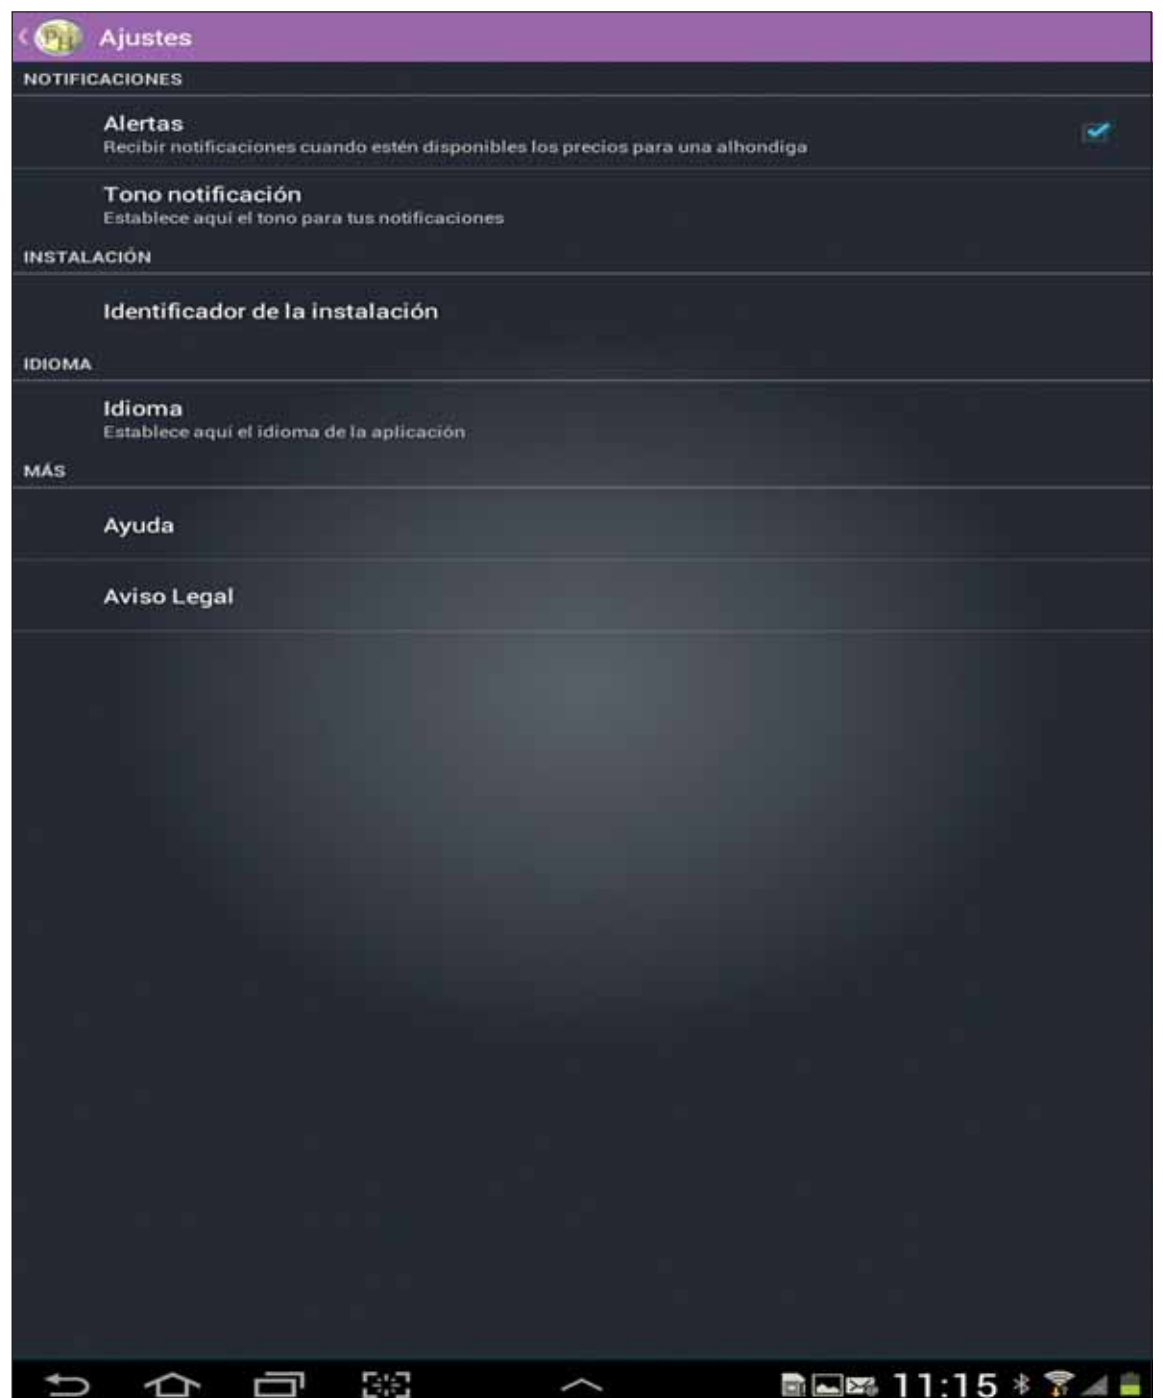 PH
Ajustes
NOTIFICACIONES
Alertas
Recibir notificaciones cuando estén disponibles los precios para una alhondiga
Tono notificación
Establece aquí el tono para tus notificaciones
INSTALACIÓN
Identificador de la instalación
IDIOMA
Idioma
Establece aquí el idioma de la aplicación
MÁS
Ayuda
Aviso Legal
11:15